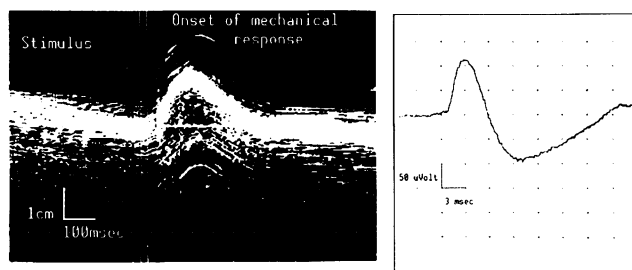 Onset of mechanical
Stimulus
response
1cm
100msec
50 uVolt
3 msec